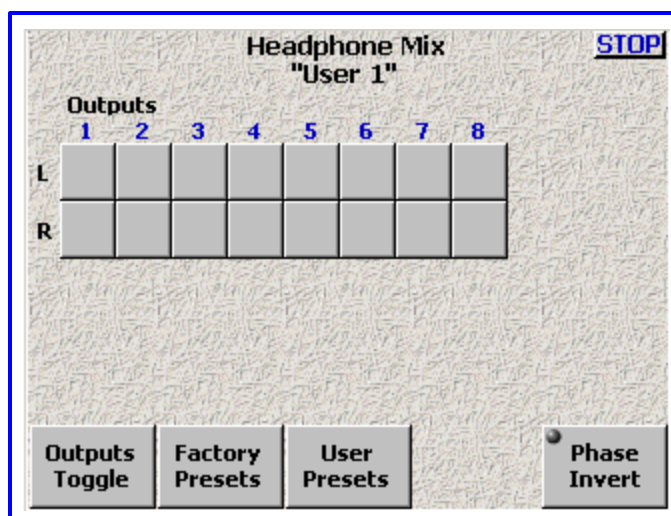 Headphone Mix
"User 1"
STOP
Outputs
1 2 3 4 5 6 7 8
L
R
Outputs
Toggle
Factory
Presets
User
Presets
Phase
Invert